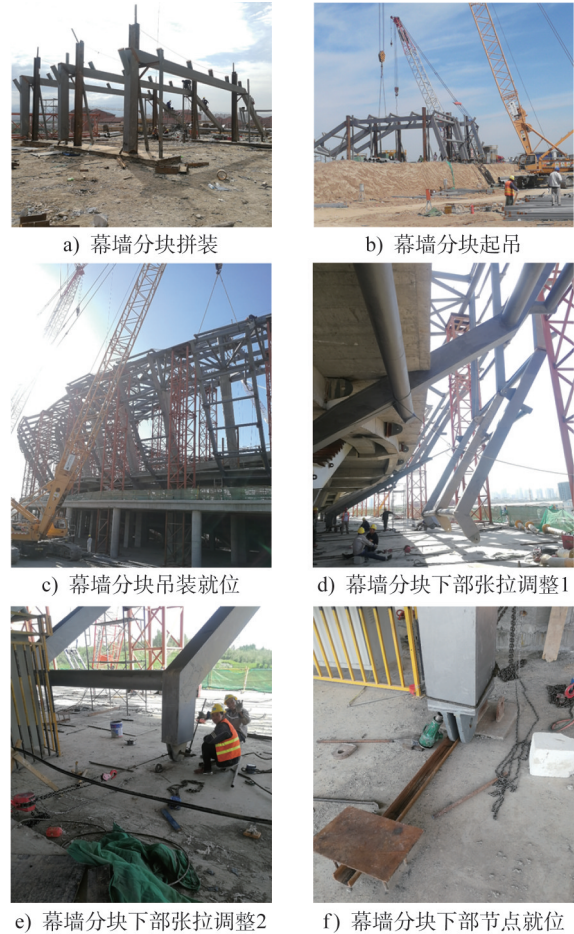 a) 幕墙分块拼装
b) 幕墙分块起吊
c) 幕墙分块吊装就位
d) 幕墙分块下部张拉调整1
e) 幕墙分块下部张拉调整2
f) 幕墙分块下部节点就位